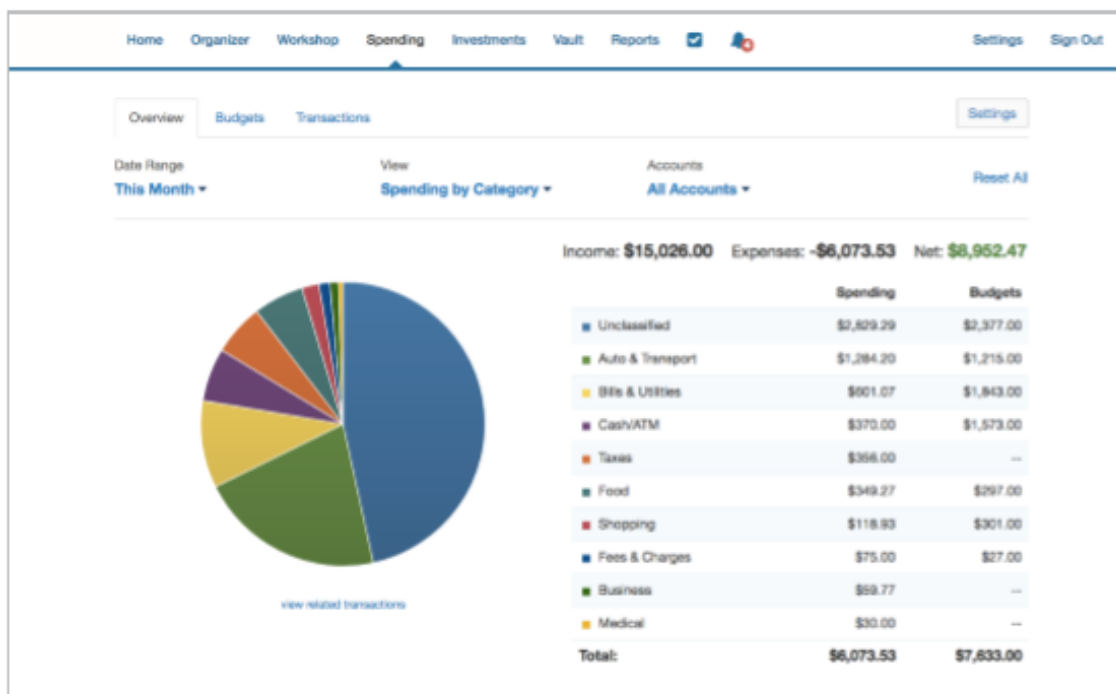 Home Organizer Workshop Spending Investments Vault Reports Settings Sign Out
Overview Budgets Transactions Settings
Date Range View Accounts
This Month Spending by Category All Accounts Reset All
Income: $15,026.00 Expenses: -$6,073.53 Net: $8,952.47
Spending Budgets
Unclassified $2,829.29 $2,377.00
Auto & Transport $1,284.20 $1,215.00
Bills & Utilities $601.07 $1,843.00
Cash/ATM $370.00 $1,573.00
Taxes $356.00 --
Food $349.27 $297.00
Shopping $118.93 $301.00
Fees & Charges $75.00 $27.00
Business $59.77 --
Medical $30.00 --
Total: $6,073.53 $7,633.00
view related transactions